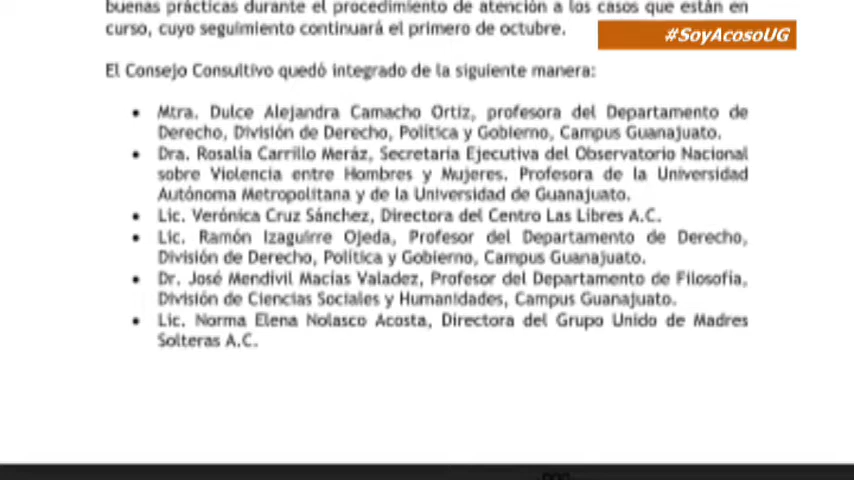 buenas prácticas durante el procedimiento de atención a los casos que están en
curso, cuyo seguimiento continuará el primero de octubre.
#SoyAcosoUG
El Consejo Consultivo quedó integrado de la siguiente manera:
• Mtra. Dulce Alejandra Camacho Ortiz, profesora del Departamento de
Derecho, División de Derecho, Política y Gobierno, Campus Guanajuato.
• Dra. Rosalía Carrillo Meráz, Secretaria Ejecutiva del Observatorio Nacional
sobre Violencia entre Hombres y Mujeres. Profesora de la Universidad
Autónoma Metropolitana y de la Universidad de Guanajuato.
• Lic. Verónica Cruz Sánchez, Directora del Centro Las Libres A.C.
• Lic. Ramón Izaguirre Ojeda, Profesor del Departamento de Derecho,
División de Derecho, Política y Gobierno, Campus Guanajuato.
• Dr. José Mendívil Macías Valadez, Profesor del Departamento de Filosofía,
División de Ciencias Sociales y Humanidades, Campus Guanajuato.
• Lic. Norma Elena Nolasco Acosta, Directora del Grupo Unido de Madres
Solteras A.C.